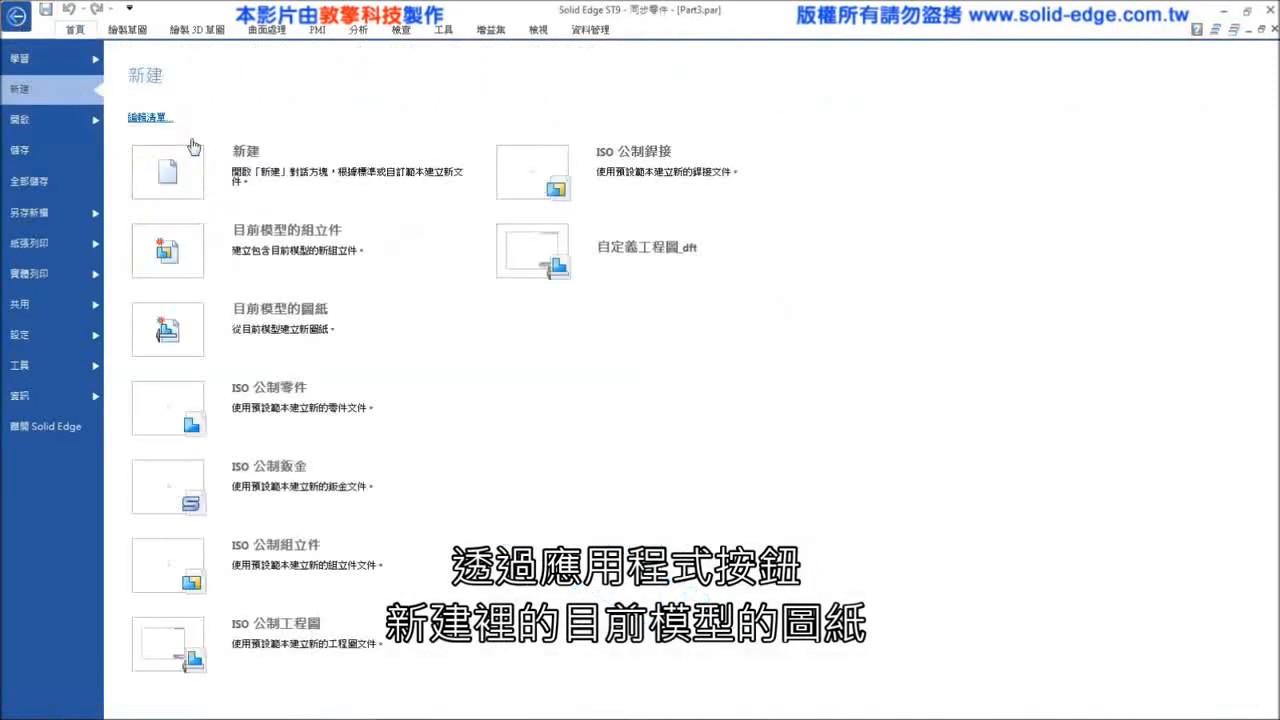 本影片由敦擎科技製作
Solid Edge ST9 - 同步零件 - [Part3.par]
版權所有請勿盜拷 www.solid-edge.com.tw
首頁 繪製草圖 繪製 3D 草圖 曲面處理 PMI 分析 檢查 工具 增益集 檢視 資料管理
學習
新建
開啟
儲存
全部儲存
另存新檔
紙張列印
實體列印
共用
設定
工具
資訊
離開 Solid Edge
新建
編輯清單...
新建
開啟「新建」對話方塊，根據標準或自訂範本建立新文
件。
目前模型的組立件
建立包含目前模型的新組立件。
目前模型的圖紙
從目前模型建立新圖紙。
ISO 公制零件
使用預設範本建立新的零件文件。
ISO 公制鈑金
使用預設範本建立新的鈑金文件。
ISO 公制組立件
使用預設範本建立新的組立件文件。
ISO 公制工程圖
使用預設範本建立新的工程圖文件。
ISO 公制銲接
使用預設範本建立新的銲接文件。
自定義工程圖_dft
透過應用程式按鈕
新建裡的目前模型的圖紙